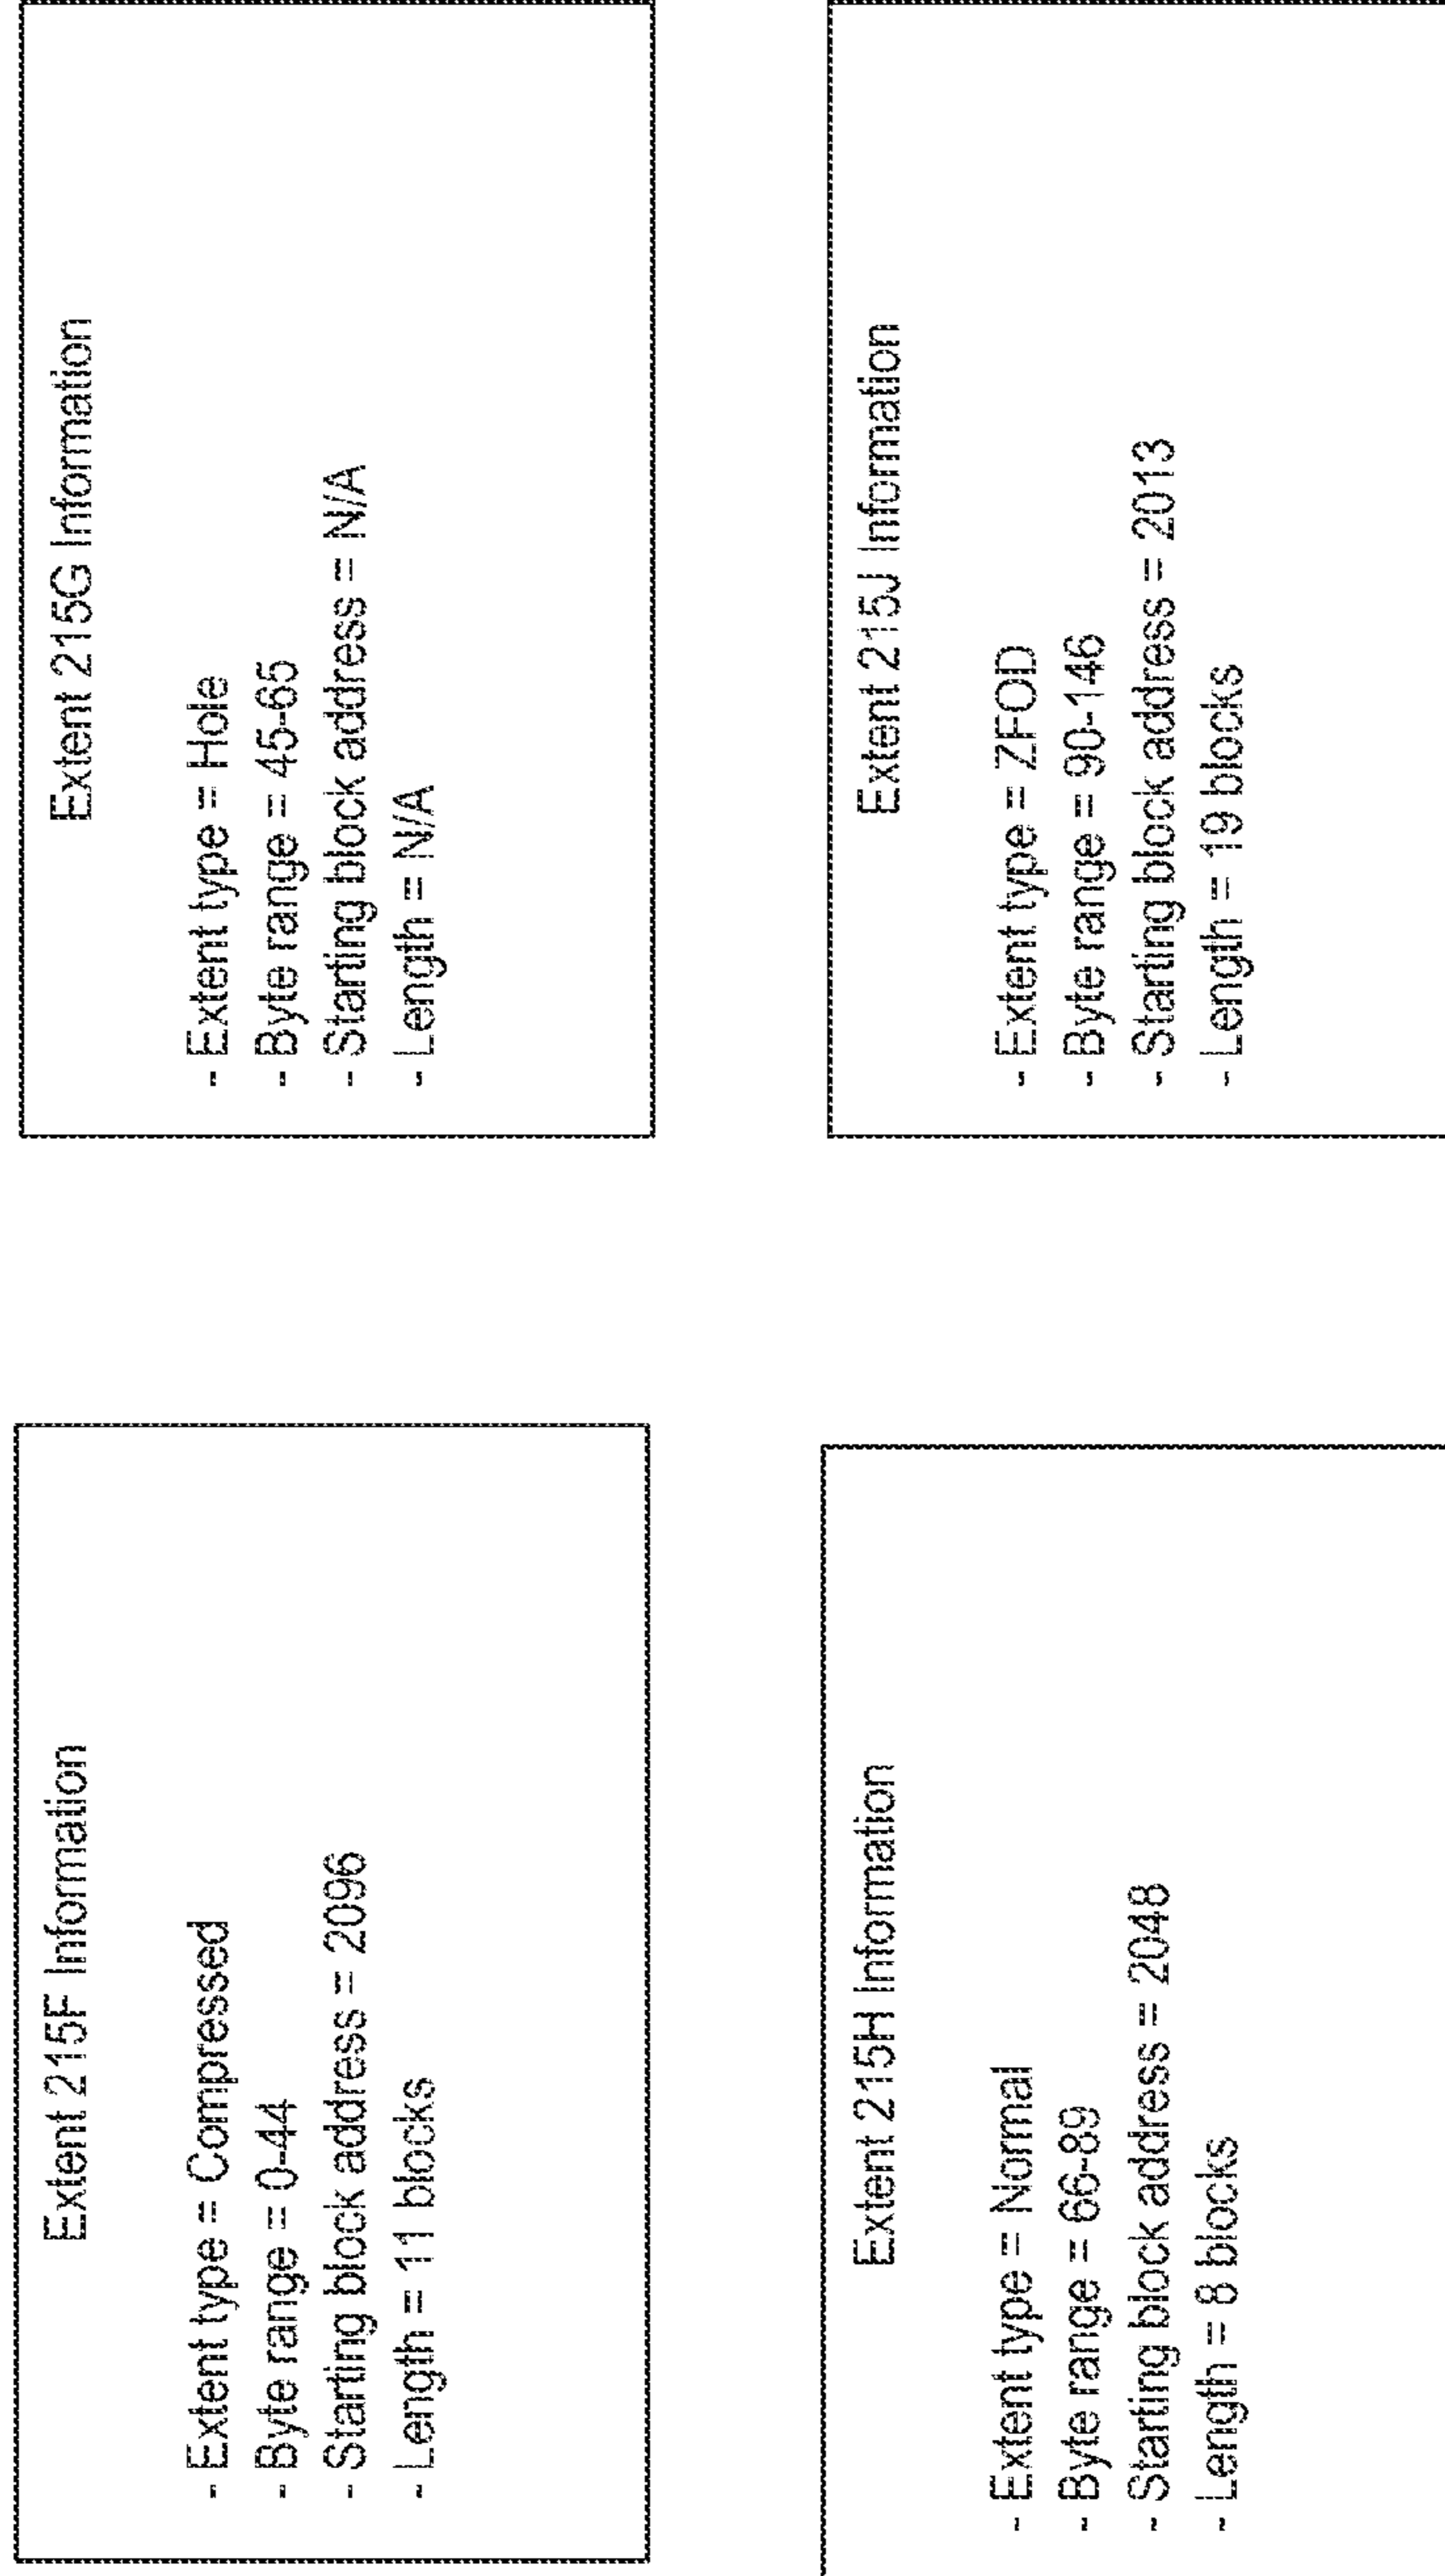 Extent 215F Information
- Extent type = Compressed
- Byte range = 0-44
- Starting block address = 2096
- Length = 11 blocks
Extent 215G Information
- Extent type = Hole
- Byte range = 45-65
- Starting block address = N/A
- Length = N/A
Extent 215H Information
- Extent type = Normal
- Byte range = 66-89
- Starting block address = 2048
- Length = 8 blocks
Extent 215J Information
- Extent type = ZFOD
- Byte range = 90-146
- Starting block address = 2013
- Length = 19 blocks